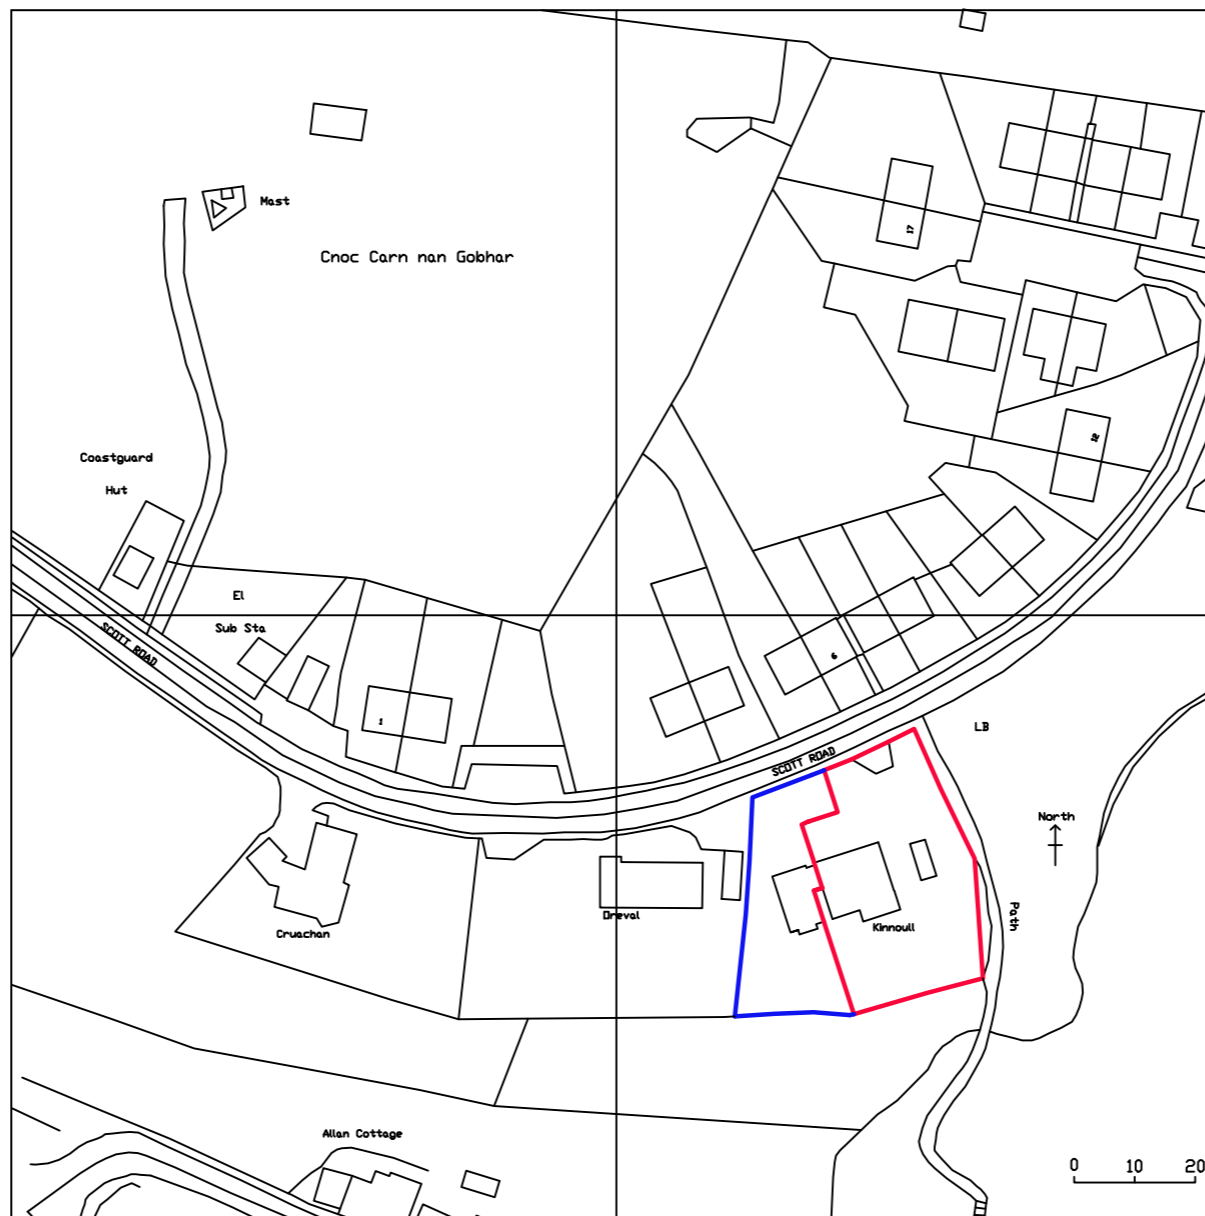 Mast
Cnoc Carn nan Gobhar
17
12
Coastguard
Hut
El
Sub Sta
SCOTT ROAD
6
1
LB
SCOTT ROAD
North
Dreval
Path
Kinnoull
Cruachan
Allan Cottage
0 10 20